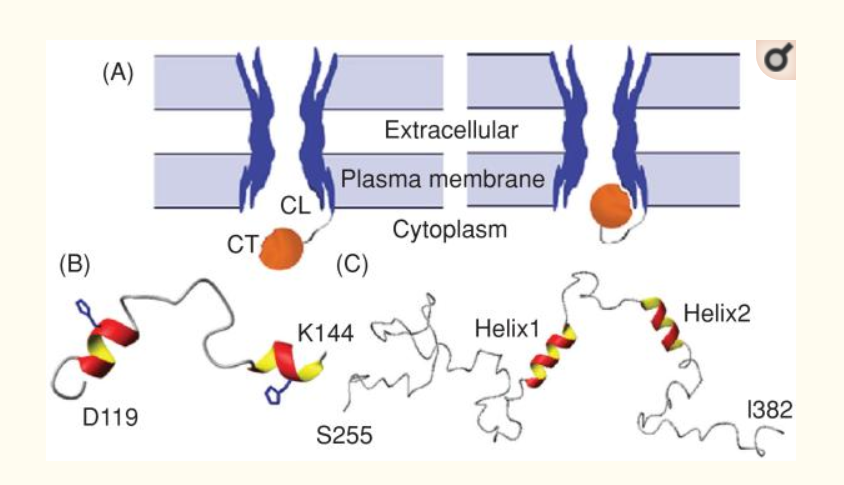 (A)
Extracellular
Plasma membrane
CL
CT
Cytoplasm
(B)
(C)
K144
Helix1
Helix2
D119
S255
I382